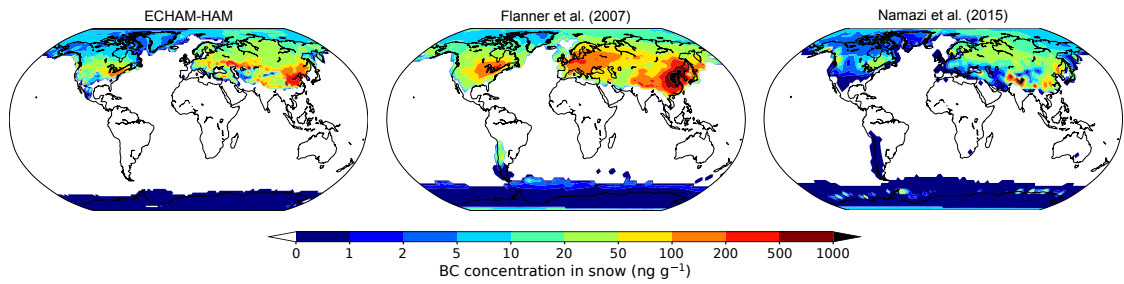 ECHAM-HAM
Flanner et al. (2007)
Namazi et al. (2015)
0 1 2 5 10 20 50 100 200 500 1000
BC concentration in snow (ng g⁻¹)